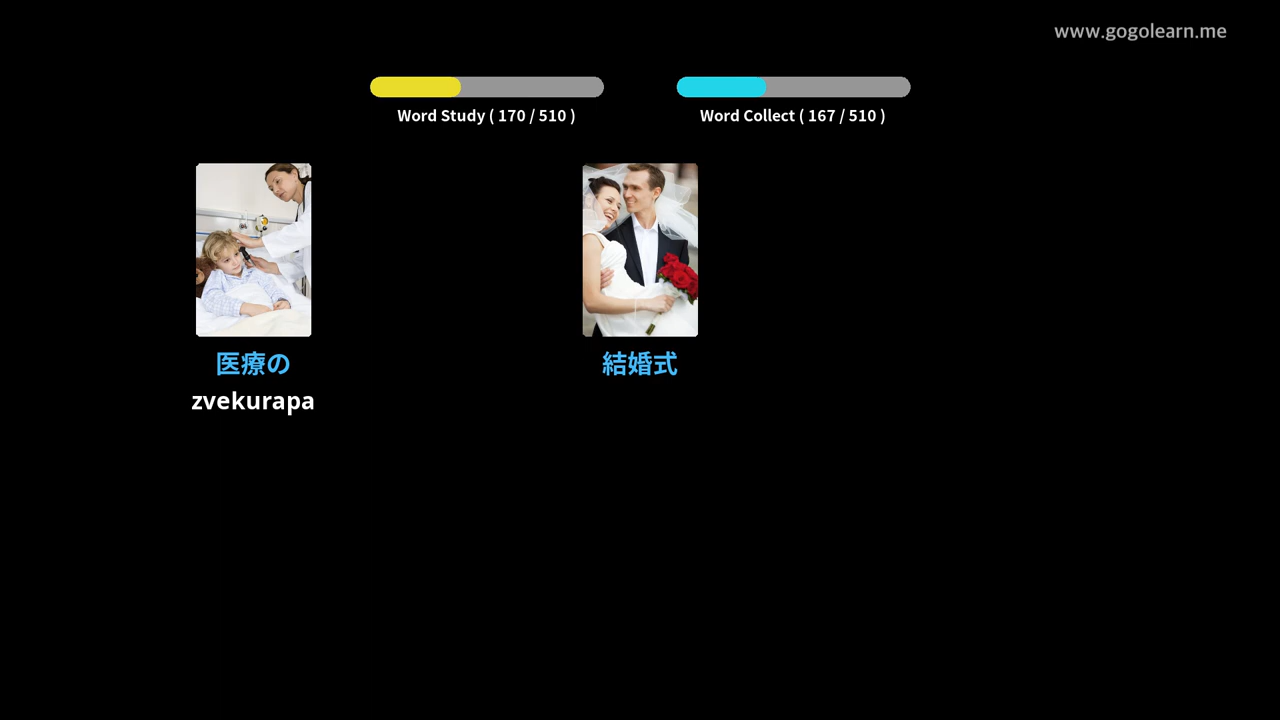 www.gogolearn.me
Word Study ( 170 / 510 )
Word Collect ( 167 / 510 )
医療の
zvekurapa
結婚式